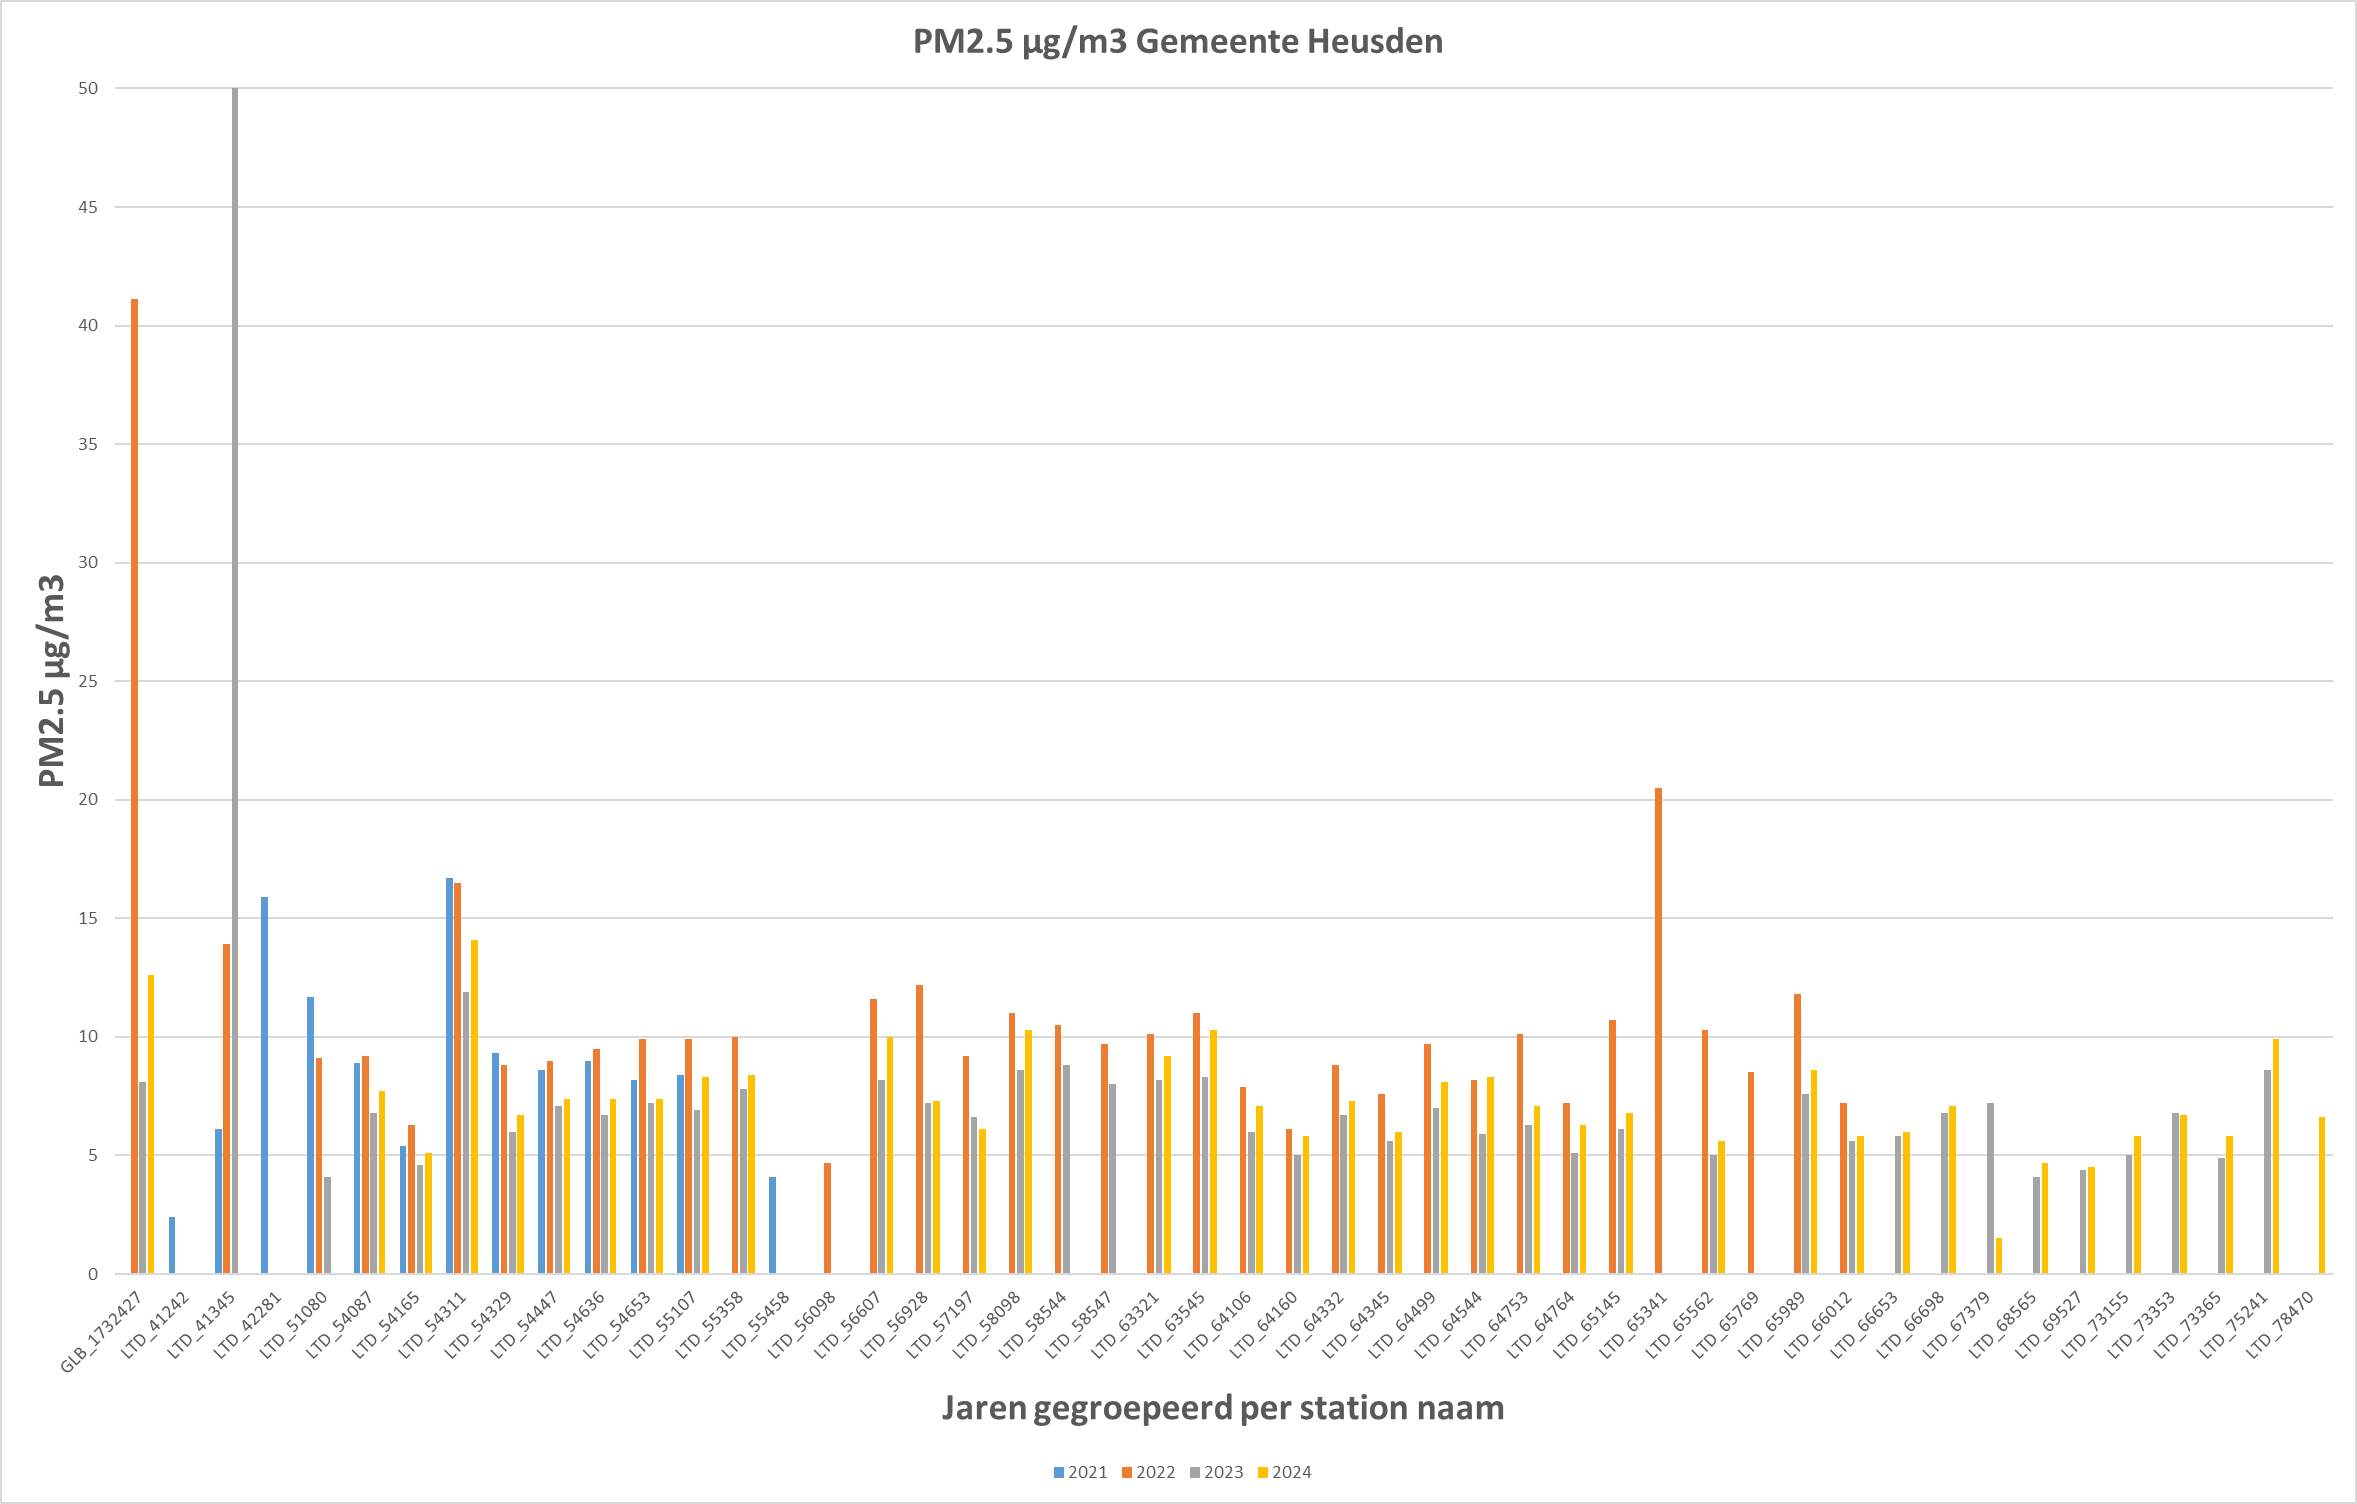 PM2.5 µg/m3 Gemeente Heusden
50
45
40
35
30
25
20
15
10
5
0
PM2.5 µg/m3
GLB_1732427
LTD_41242
LTD_41345
LTD_42281
LTD_51080
LTD_54087
LTD_54165
LTD_54311
LTD_54329
LTD_54447
LTD_54636
LTD_54653
LTD_55107
LTD_55358
LTD_55458
LTD_56098
LTD_56607
LTD_56928
LTD_57197
LTD_58098
LTD_58544
LTD_58547
LTD_63321
LTD_63545
LTD_64106
LTD_64160
LTD_64332
LTD_64345
LTD_64499
LTD_64544
LTD_64753
LTD_64764
LTD_65145
LTD_65341
LTD_65562
LTD_65769
LTD_65989
LTD_66012
LTD_66653
LTD_66698
LTD_67379
LTD_68565
LTD_69527
LTD_73155
LTD_73353
LTD_73365
LTD_75241
LTD_78470
Jaren gegroepeerd per station naam
2021 2022 2023 2024